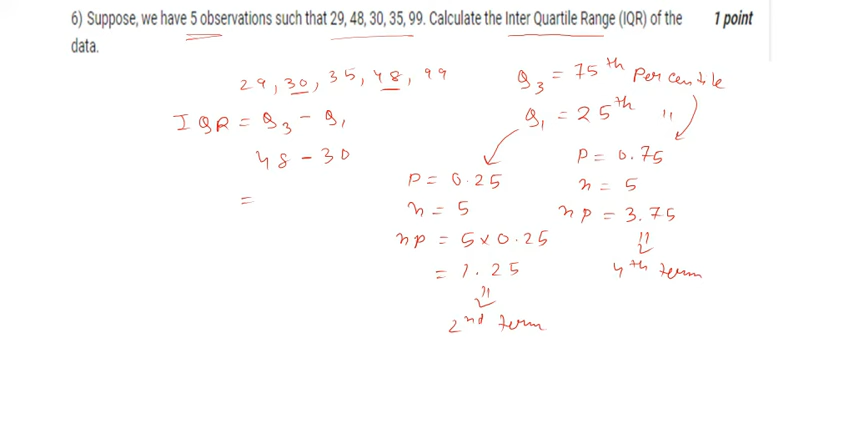 6) Suppose, we have 5 observations such that 29, 48, 30, 35, 99. Calculate the Inter Quartile Range (IQR) of the 1 point
data.
29, 30, 35, 48, 99
IQR = Q3 - Q1
48 - 30
=
Q3 = 75th Percentile
Q1 = 25th "
P = 0.25
n = 5
np = 5 x 0.25
= 1.25
2nd term
P = 0.75
n = 5
np = 3.75
4th term